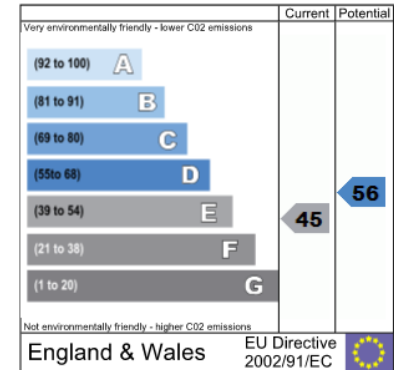 Current Potential
Very environmentally friendly - lower C02 emissions
(92 to 100) A
(81 to 91) B
(69 to 80) C
(55to 68) D
56
(39 to 54) E
45
(21 to 38) F
(1 to 20) G
Not environmentally friendly - higher C02 emissions
England & Wales
EU Directive
2002/91/EC